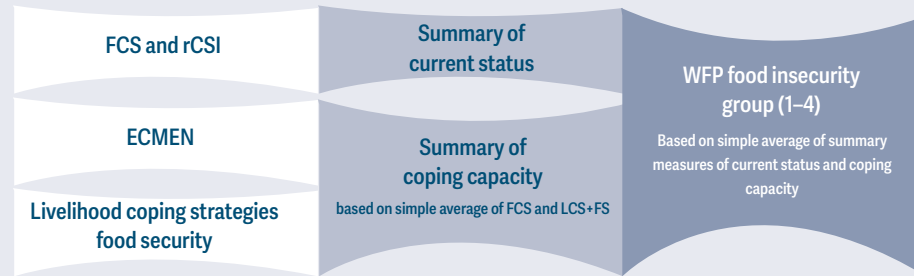 FCS and rCSI
ECMEN
Livelihood coping strategies
food security
Summary of
current status
Summary of
coping capacity
based on simple average of FCS and LCS+FS
WFP food insecurity
group (1–4)
Based on simple average of summary
measures of current status and coping
capacity